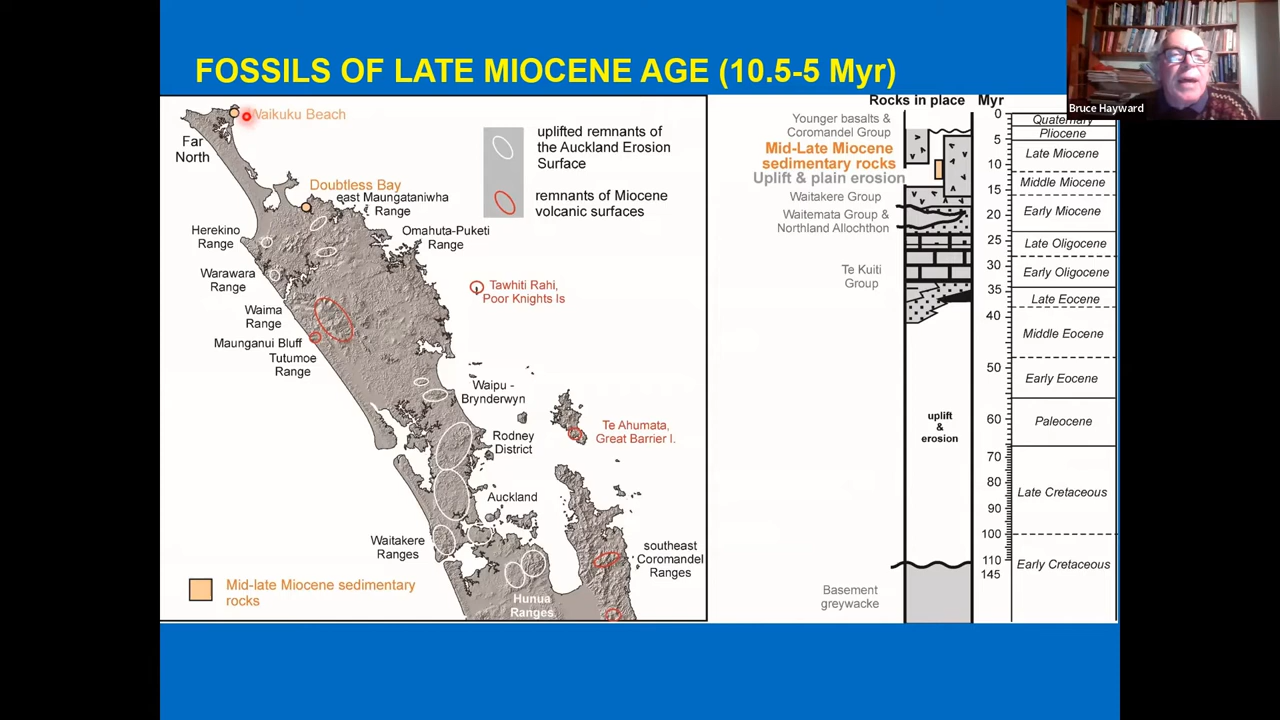 FOSSILS OF LATE MIOCENE AGE (10.5-5 Myr)
Bruce Hayward
Waikuku Beach
Far
North
uplifted remnants of
the Auckland Erosion
Surface
remnants of Miocene
volcanic surfaces
Doubtless Bay
east Maungataniwha
Range
Herekino
Range
Omahuta-Puketi
Range
Warawara
Range
Tawhiti Rahi,
Poor Knights Is
Waima
Range
Maunganui Bluff
Tutumoe
Range
Waipu -
Brynderwyn
Rodney
District
Te Ahumata,
Great Barrier I.
Auckland
Waitakere
Ranges
southeast
Coromandel
Ranges
Hunua
Ranges
Mid-late Miocene sedimentary
rocks
Rocks in place
Myr
Younger basalts &
Coromandel Group
Mid-Late Miocene
sedimentary rocks
Uplift & plain erosion
Waitakere Group
Waitemata Group &
Northland Allochthon
Te Kuiti
Group
uplift
&
erosion
Basement
greywacke
0
5
10
15
20
25
30
35
40
50
60
70
80
90
100
110
145
Quaternary
Pliocene
Late Miocene
Middle Miocene
Early Miocene
Late Oligocene
Early Oligocene
Late Eocene
Middle Eocene
Early Eocene
Paleocene
Late Cretaceous
Early Cretaceous